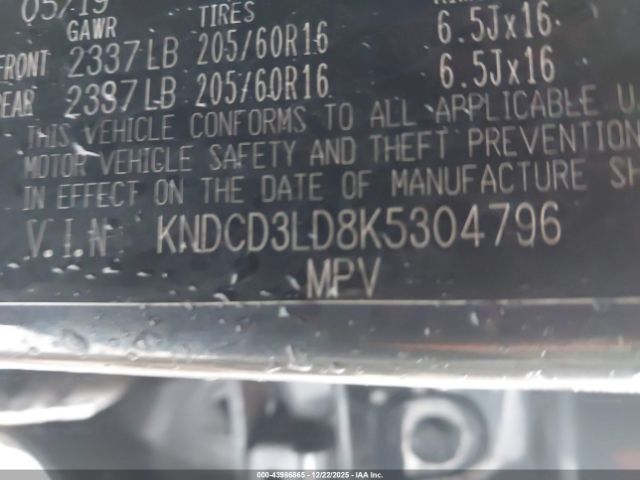 05/19
GAWR TIRES
FRONT 2337LB 205/60R16 6.5Jx16
REAR 2387LB 205/60R16 6.5Jx16
THIS VEHICLE CONFORMS TO ALL APPLICABLE U
MOTOR VEHICLE SAFETY AND THEFT PREVENTION
IN EFFECT ON THE DATE OF MANUFACTURE SH
V.I.N KNDCD3LD8K5304796
MPV
000-43986865 - 12/22/2025 - IAA, Inc.